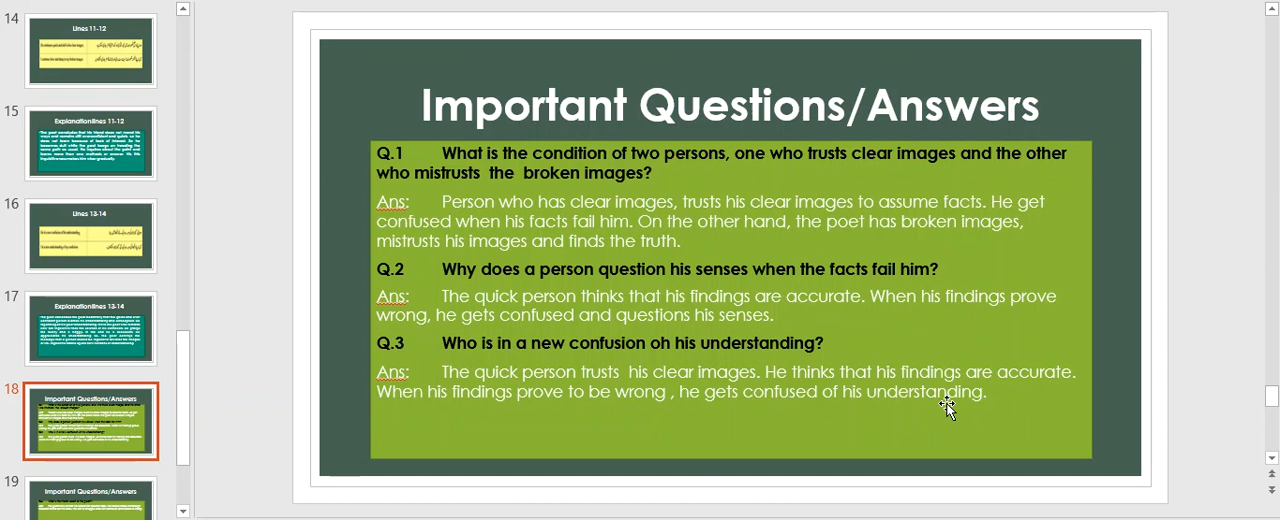 14
Lines 11-12
15
Explanation lines 11-12
16
Lines 13-14
17
Explanation lines 13-14
18
Important Questions/Answers
19
Important Questions/Answers
Important Questions/Answers
Q.1 What is the condition of two persons, one who trusts clear images and the other
who mistrusts the broken images?
Ans: Person who has clear images, trusts his clear images to assume facts. He get
confused when his facts fail him. On the other hand, the poet has broken images,
mistrusts his images and finds the truth.
Q.2 Why does a person question his senses when the facts fail him?
Ans: The quick person thinks that his findings are accurate. When his findings prove
wrong, he gets confused and questions his senses.
Q.3 Who is in a new confusion oh his understanding?
Ans: The quick person trusts his clear images. He thinks that his findings are accurate.
When his findings prove to be wrong , he gets confused of his understanding.